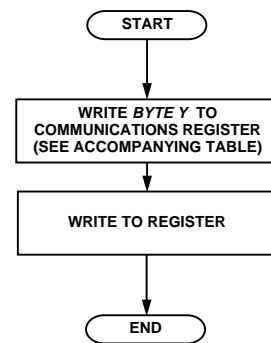 START
WRITE BYTE Y TO
COMMUNICATIONS REGISTER
(SEE ACCOMPANYING TABLE)
WRITE TO REGISTER
END